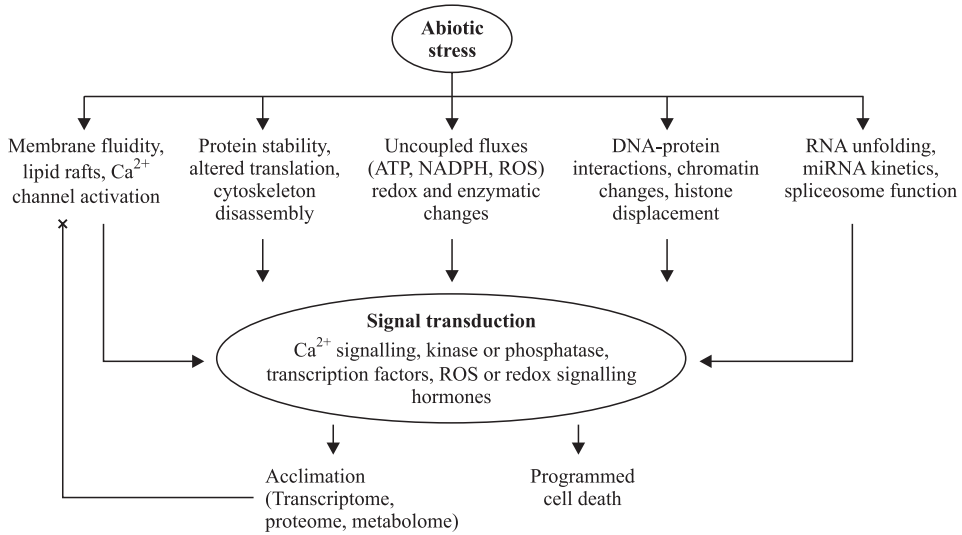 Abiotic
stress
Membrane fluidity,
lipid rafts, Ca²⁺
channel activation
Protein stability,
altered translation,
cytoskeleton
disassembly
Uncoupled fluxes
(ATP, NADPH, ROS)
redox and enzymatic
changes
DNA-protein
interactions, chromatin
changes, histone
displacement
RNA unfolding,
miRNA kinetics,
spliceosome function
Signal transduction
Ca²⁺ signalling, kinase or phosphatase,
transcription factors, ROS or redox signalling
hormones
Acclimation
(Transcriptome,
proteome, metabolome)
Programmed
cell death